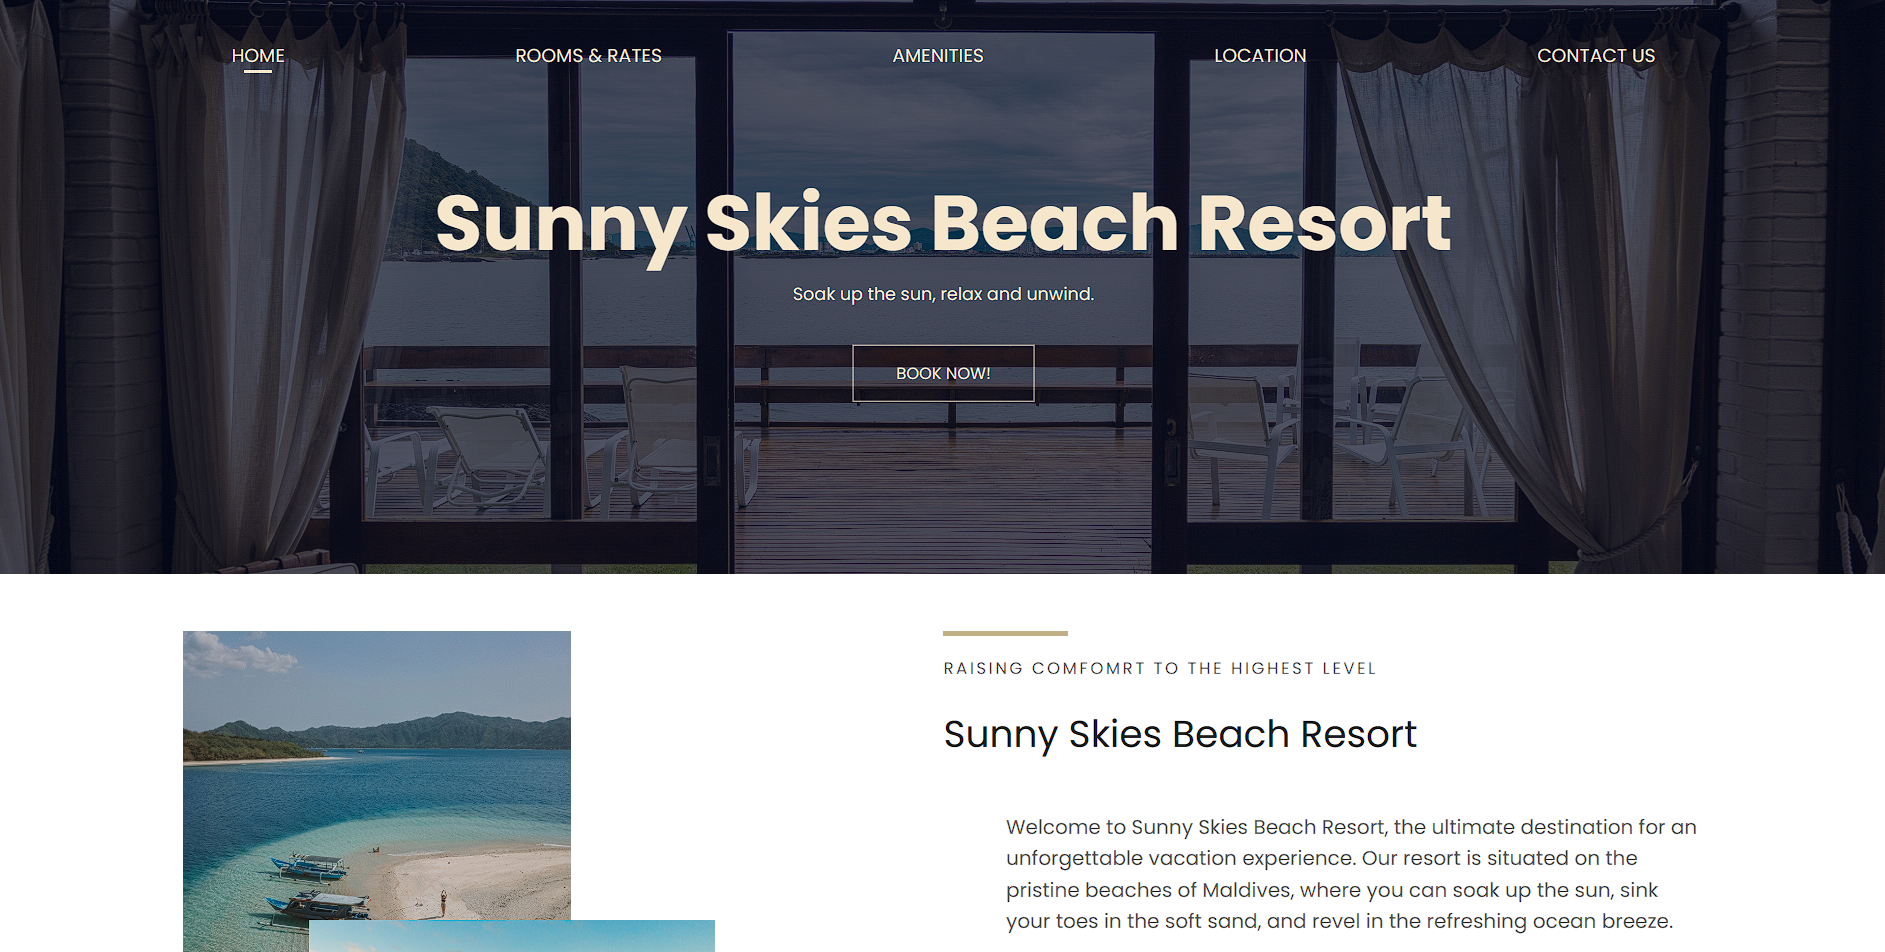 HOME
ROOMS & RATES
AMENITIES
LOCATION
CONTACT US
Sunny Skies Beach Resort
Soak up the sun, relax and unwind.
BOOK NOW!
RAISING COMFOMRT TO THE HIGHEST LEVEL
Sunny Skies Beach Resort
Welcome to Sunny Skies Beach Resort, the ultimate destination for an
unforgettable vacation experience. Our resort is situated on the
pristine beaches of Maldives, where you can soak up the sun, sink
your toes in the soft sand, and revel in the refreshing ocean breeze.